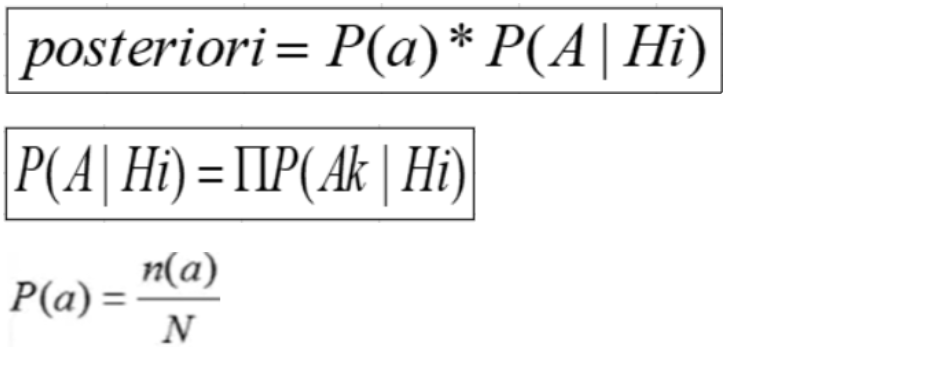 posteriori = P(a) * P(A | Hi)
P(A | Hi) = ΠP(Ak | Hi)
P(a) = n(a) / N